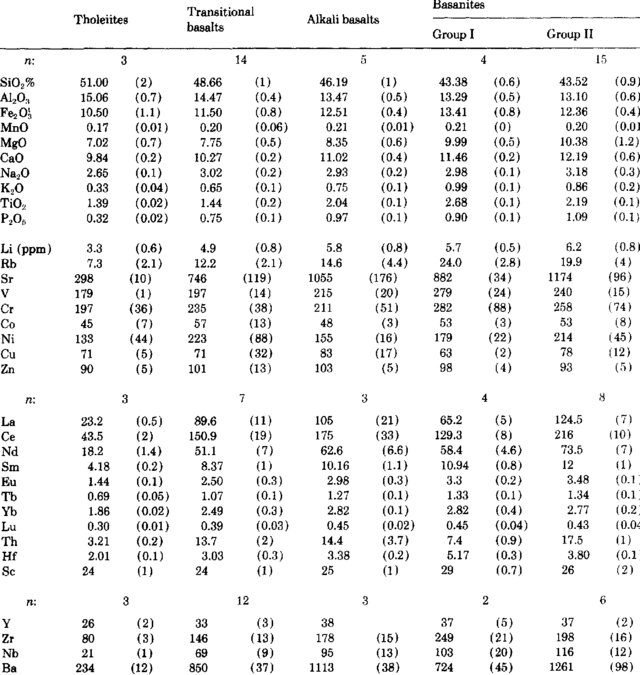 Basanites
Tholeiites Transitional basalts Alkali basalts Group I Group II
n: 3 14 5 4 15
SiO₂% 51.00 (2) 48.66 (1) 46.19 (1) 43.38 (0.6) 43.52 (0.9)
Al₂O₃ 15.06 (0.7) 14.47 (0.4) 13.47 (0.5) 13.29 (0.5) 13.10 (0.6)
Fe₂O₃ 10.50 (1.1) 11.50 (0.8) 12.51 (0.4) 13.41 (0.8) 12.36 (0.4)
MnO 0.17 (0.01) 0.20 (0.06) 0.21 (0.01) 0.21 (0) 0.20 (0.01
MgO 7.02 (0.7) 7.75 (0.5) 8.35 (0.6) 9.99 (0.5) 10.38 (1.2)
CaO 9.84 (0.2) 10.27 (0.2) 11.02 (0.4) 11.46 (0.2) 12.19 (0.6)
Na₂O 2.65 (0.1) 3.02 (0.2) 2.93 (0.2) 2.98 (0.1) 3.18 (0.3)
K₂O 0.33 (0.04) 0.65 (0.1) 0.75 (0.1) 0.99 (0.1) 0.86 (0.2)
TiO₂ 1.39 (0.02) 1.44 (0.2) 2.04 (0.1) 2.68 (0.1) 2.19 (0.1)
P₂O₅ 0.32 (0.02) 0.75 (0.1) 0.97 (0.1) 0.90 (0.1) 1.09 (0.1)
Li (ppm) 3.3 (0.6) 4.9 (0.8) 5.8 (0.8) 5.7 (0.5) 6.2 (0.8)
Rb 7.3 (2.1) 12.2 (2.1) 14.6 (4.4) 24.0 (2.8) 19.9 (4)
Sr 298 (10) 746 (119) 1055 (176) 882 (34) 1174 (96)
V 179 (1) 197 (14) 215 (20) 279 (24) 240 (15)
Cr 197 (36) 235 (38) 211 (51) 282 (88) 258 (74)
Co 45 (7) 57 (13) 48 (3) 53 (3) 53 (8)
Ni 133 (44) 223 (88) 155 (16) 179 (22) 214 (45)
Cu 71 (5) 71 (32) 83 (17) 63 (2) 78 (12)
Zn 90 (5) 101 (13) 103 (5) 98 (4) 93 (5)
n: 3 7 3 4 8
La 23.2 (0.5) 89.6 (11) 105 (21) 65.2 (5) 124.5 (7)
Ce 43.5 (2) 150.9 (19) 175 (33) 129.3 (8) 216 (10)
Nd 18.2 (1.4) 51.1 (7) 62.6 (6.6) 58.4 (4.6) 73.5 (7)
Sm 4.18 (0.2) 8.37 (1) 10.16 (1.1) 10.94 (0.8) 12 (1)
Eu 1.44 (0.1) 2.50 (0.3) 2.98 (0.3) 3.3 (0.2) 3.48 (0.1
Tb 0.69 (0.05) 1.07 (0.1) 1.27 (0.1) 1.33 (0.1) 1.34 (0.1
Yb 1.86 (0.02) 2.49 (0.3) 2.82 (0.1) 2.82 (0.4) 2.77 (0.2
Lu 0.30 (0.01) 0.39 (0.03) 0.45 (0.02) 0.45 (0.04) 0.43 (0.04
Th 3.21 (0.2) 13.7 (2) 14.4 (3.7) 7.4 (0.9) 17.5 (1)
Hf 2.01 (0.1) 3.03 (0.3) 3.38 (0.2) 5.17 (0.3) 3.80 (0.1
Sc 24 (1) 24 (1) 25 (1) 29 (0.7) 26 (2)
n: 3 12 3 2 6
Y 26 (2) 33 (3) 38 37 (5) 37 (2)
Zr 80 (3) 146 (13) 178 (15) 249 (21) 198 (16)
Nb 21 (1) 69 (9) 95 (13) 103 (20) 116 (12)
Ba 234 (12) 850 (37) 1113 (38) 724 (45) 1261 (98)